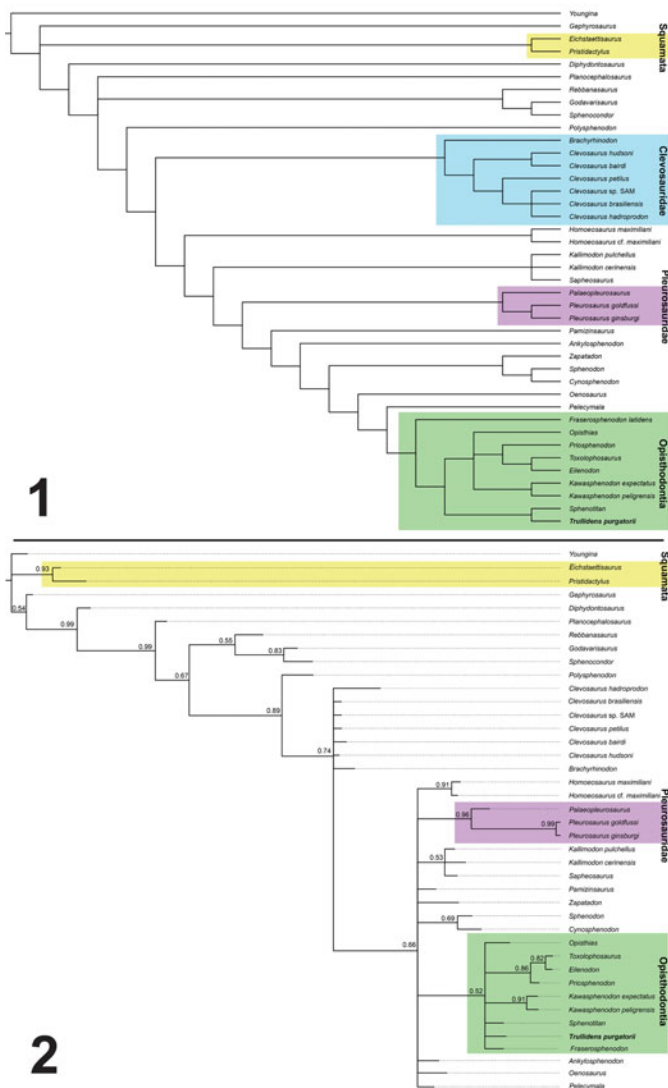 Youngina
Gephyrosaurus
Eichstaettisaurus
Pristidactylus
Squamata
Diphydontosaurus
Planocephalosaurus
Rebbanasaurus
Godavarisaurus
Sphenocondor
Polysphenodon
Brachyrhinodon
Clevosaurus hudsoni
Clevosaurus bairdi
Clevosaurus petilus
Clevosaurus sp. SAM
Clevosaurus brasiliensis
Clevosaurus hadroprodon
Clevosauridae
Homoeosaurus maximiliani
Homoeosaurus cf. maximiliani
Kallimodon pulchellus
Kallimodon cerinensis
Sapheosaurus
Palaeopleurosaurus
Pleurosaurus goldfussi
Pleurosaurus ginsburgi
Pleurosauridae
Pamizinsaurus
Ankylosphenodon
Zapatadon
Sphenodon
Cynosphenodon
Oenosaurus
Pelecymala
Fraserosphenodon latidens
Opisthias
Priosphenodon
Toxolophosaurus
Eilenodon
Kawasphenodon expectatus
Kawasphenodon peligrensis
Sphenotitan
Trullidens purgatorii
Opisthodontia
1
Youngina
0.93
Eichstaettisaurus
Pristidactylus
Squamata
0.54
Gephyrosaurus
0.99
Diphydontosaurus
0.99
Planocephalosaurus
0.67
0.55
Rebbanasaurus
0.83
Godavarisaurus
Sphenocondor
0.89
Polysphenodon
Clevosaurus hadroprodon
Clevosaurus brasiliensis
Clevosaurus sp. SAM
Clevosaurus petilus
Clevosaurus bairdi
0.74
Clevosaurus hudsoni
Brachyrhinodon
0.91
Homoeosaurus maximiliani
Homoeosaurus cf. maximiliani
0.96
Palaeopleurosaurus
0.99
Pleurosaurus goldfussi
Pleurosaurus ginsburgi
Pleurosauridae
Kallimodon pulchellus
0.53
Kallimodon cerinensis
Sapheosaurus
Pamizinsaurus
Zapatadon
0.69
Sphenodon
Cynosphenodon
0.66
Opisthias
0.82
Toxolophosaurus
0.86
Eilenodon
Priosphenodon
0.52
0.91
Kawasphenodon expectatus
Kawasphenodon peligrensis
Sphenotitan
Trullidens purgatorii
Fraserosphenodon
Opisthodontia
Ankylosphenodon
Oenosaurus
Pelecymala
2